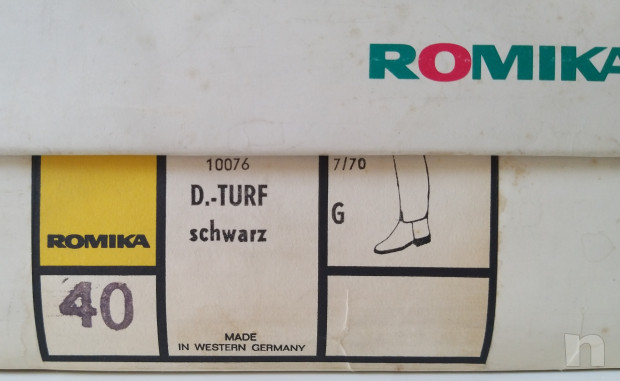 ROMIKA
10076
7/70
D.-TURF
G
schwarz
ROMIKA
40
MADE
IN WESTERN GERMANY
n